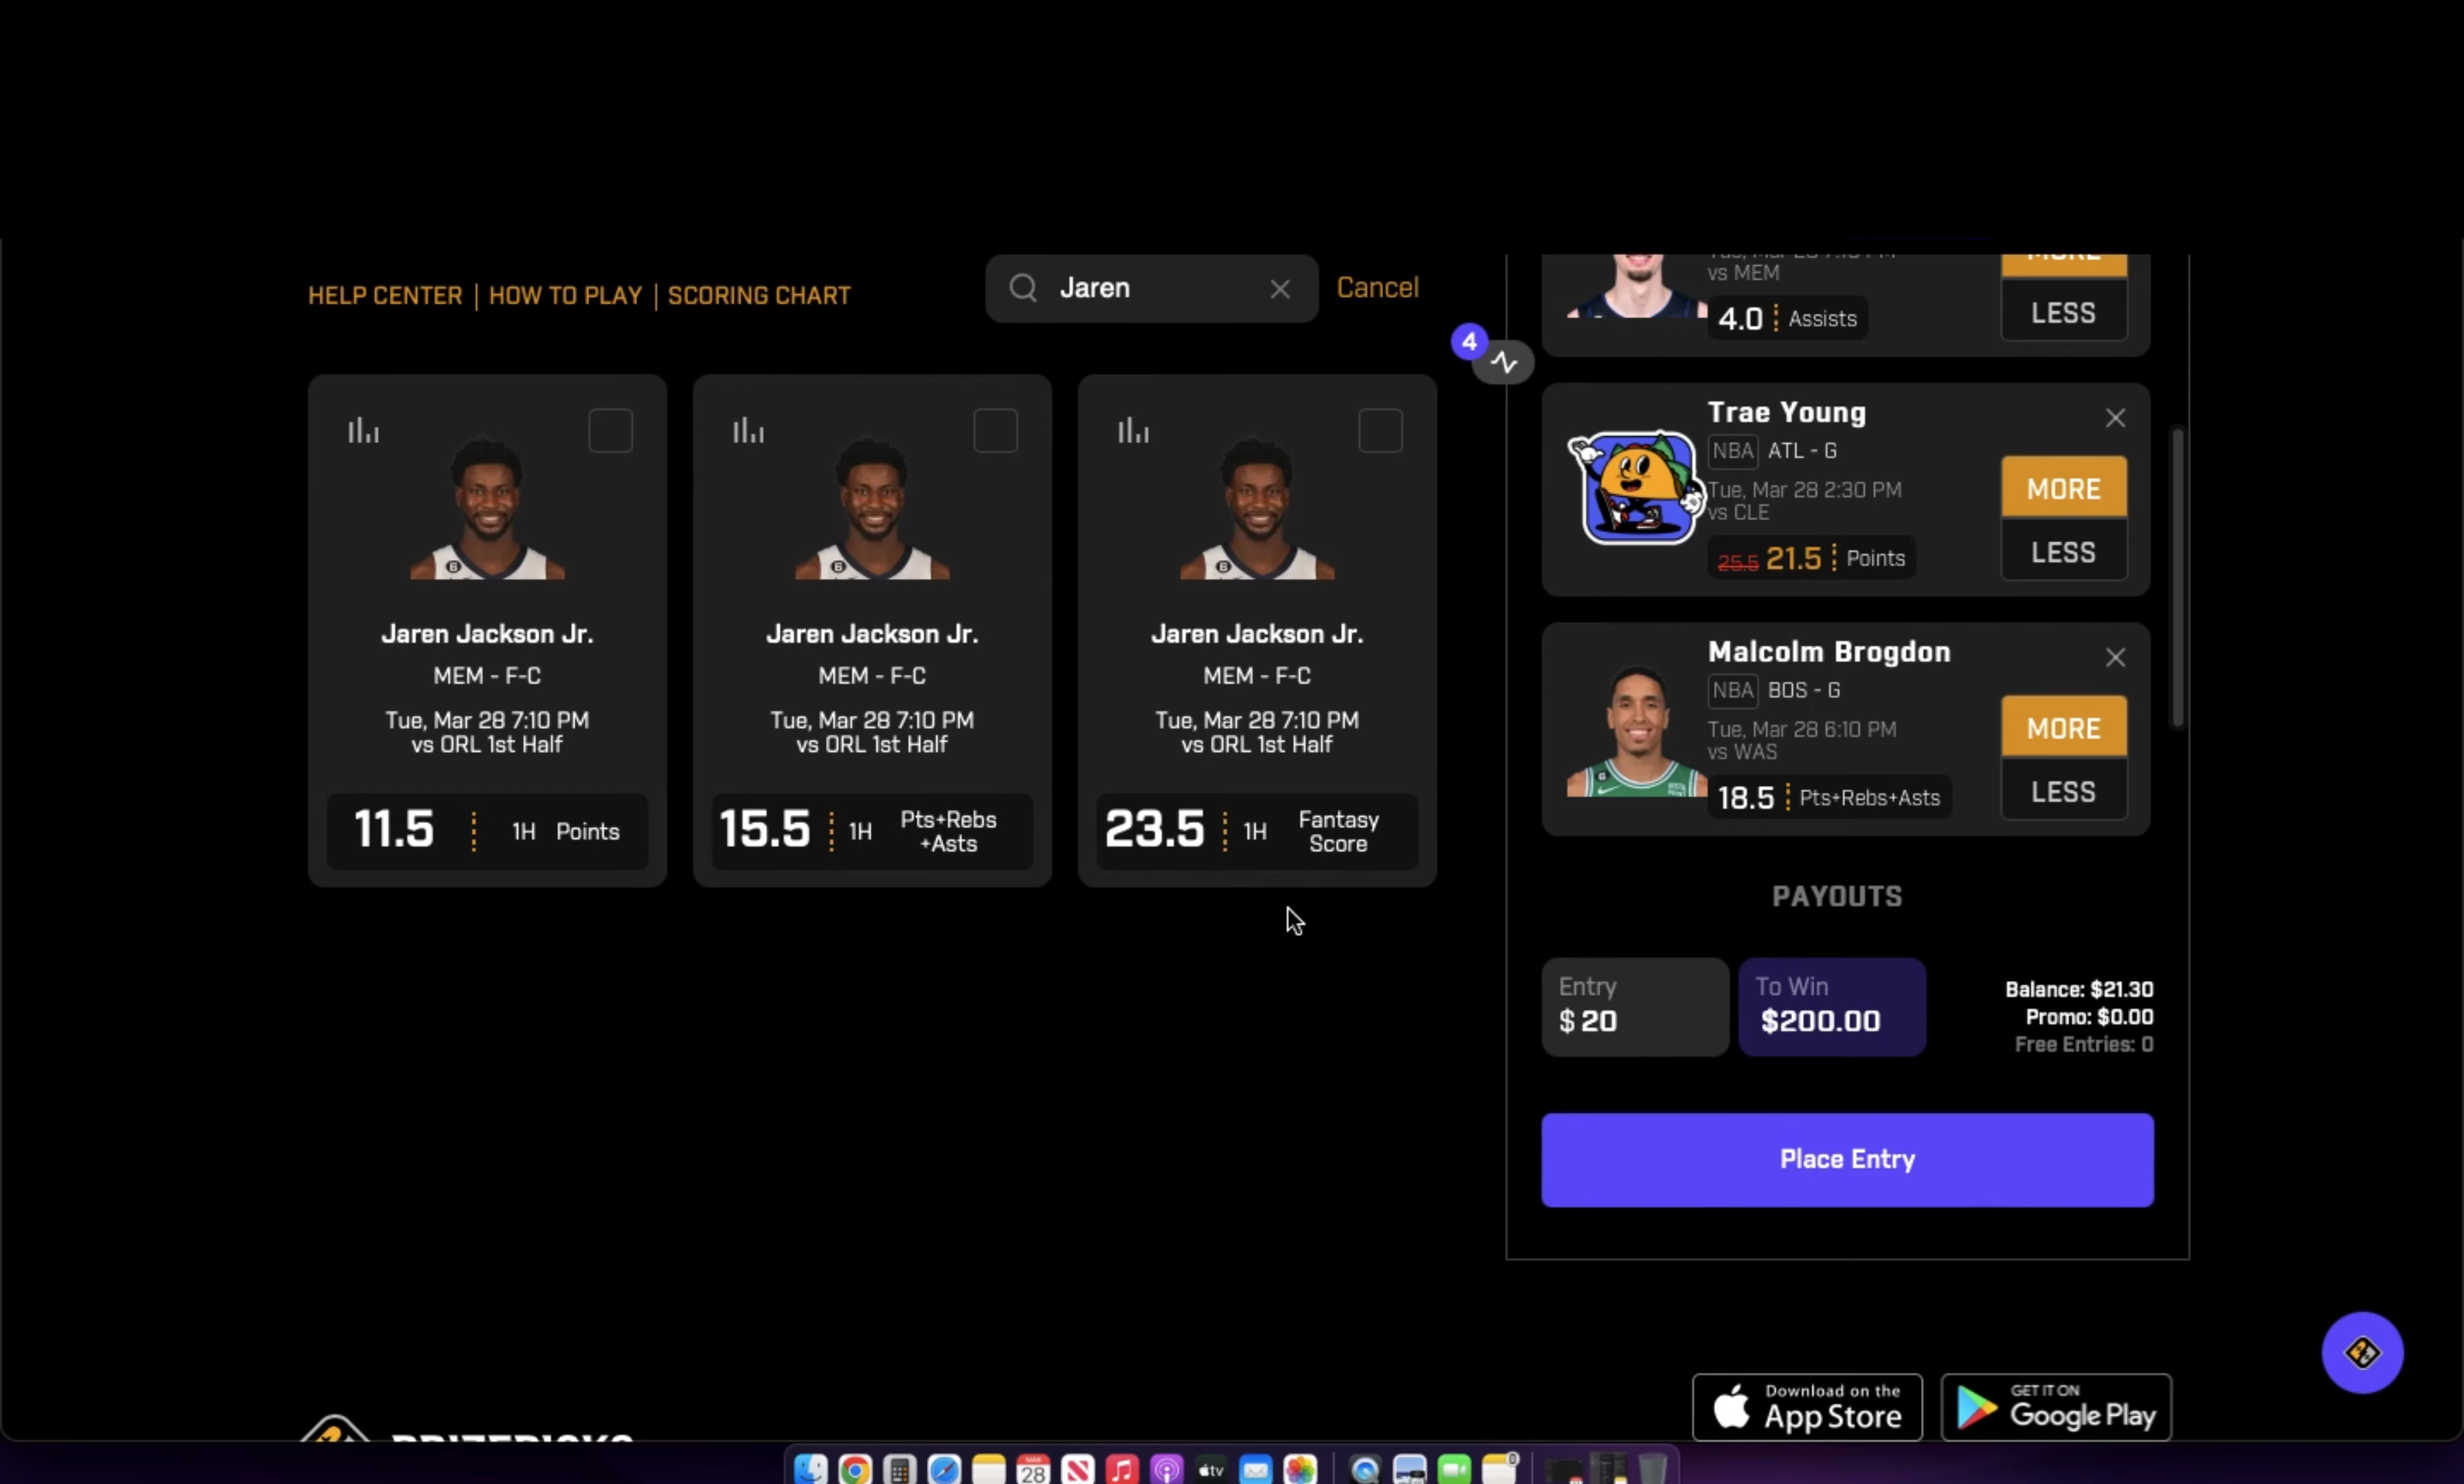 HELP CENTER | HOW TO PLAY | SCORING CHART
Jaren
Cancel
Jaren Jackson Jr.
MEM - F-C
Tue, Mar 28 7:10 PM
vs ORL 1st Half
11.5
1H Points
Jaren Jackson Jr.
MEM - F-C
Tue, Mar 28 7:10 PM
vs ORL 1st Half
15.5
1H
Pts+Rebs
+Asts
Jaren Jackson Jr.
MEM - F-C
Tue, Mar 28 7:10 PM
vs ORL 1st Half
23.5
1H
Fantasy
Score
4
vs MEM
4.0 Assists
MORE
LESS
Trae Young
NBA ATL - G
Tue, Mar 28 2:30 PM
vs CLE
25.5 21.5 Points
MORE
LESS
Malcolm Brogdon
NBA BOS - G
Tue, Mar 28 6:10 PM
vs WAS
18.5 Pts+Rebs+Asts
MORE
LESS
PAYOUTS
Entry
$ 20
To Win
$200.00
Balance: $21.30
Promo: $0.00
Free Entries: 0
Place Entry
Download on the
App Store
GET IT ON
Google Play
PRIZEPICKS
28
tv